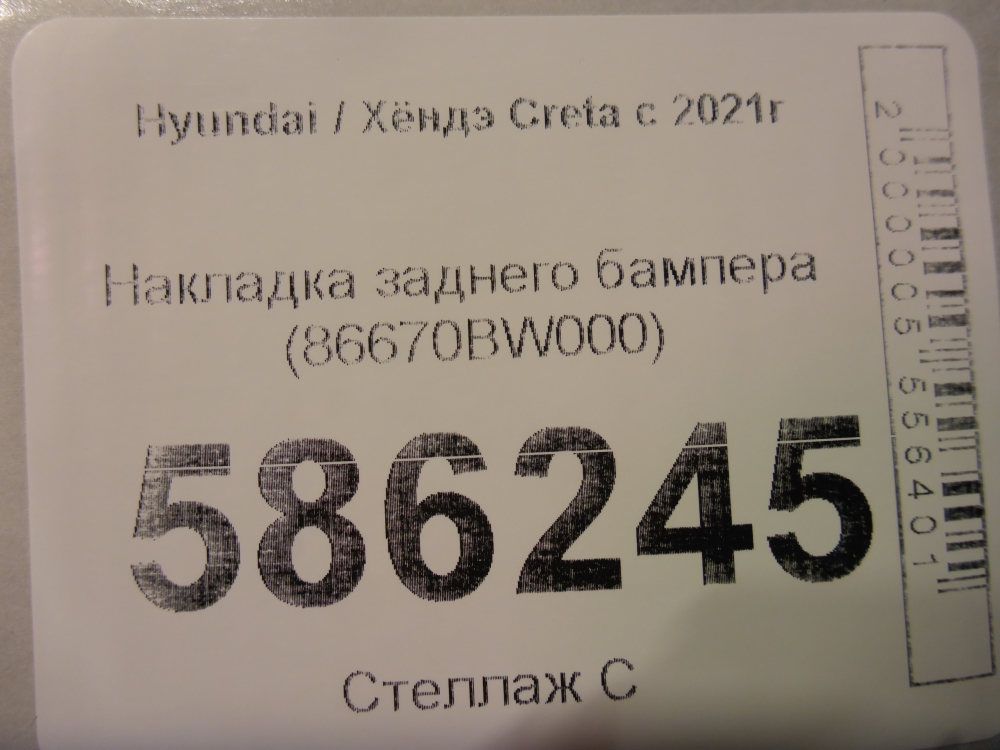 Hyundai / Хёндэ Creta с 2021г
Накладка заднего бампера
(86670BW000)
586245
Стеллаж С
2000005556401